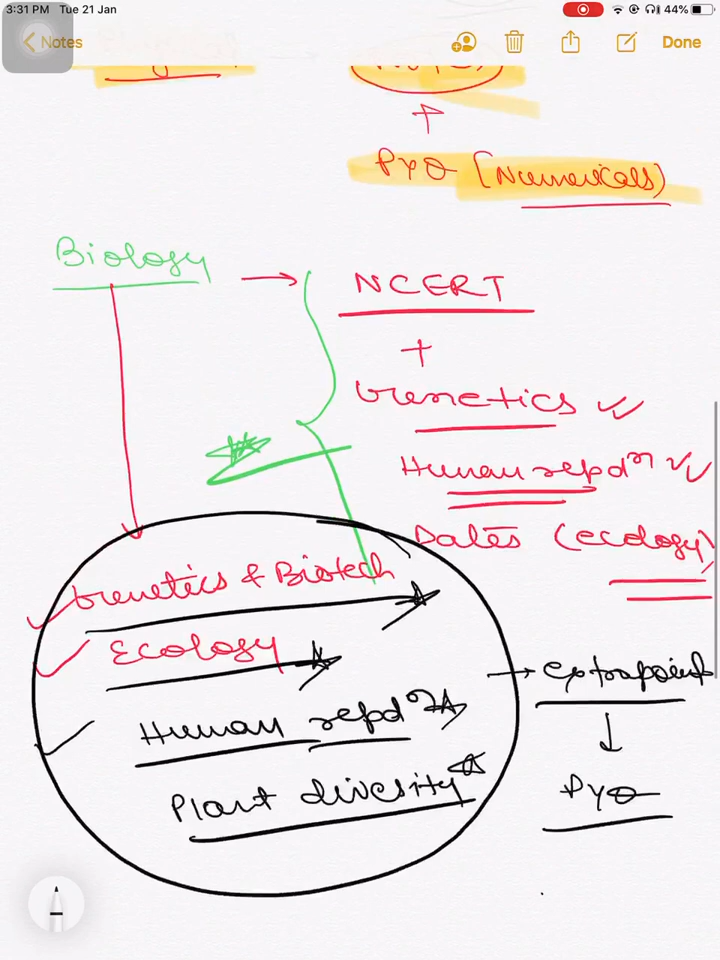 3:31 PM Tue 21 Jan 44%
Notes Done
+
PYQ (Numericals)
Biology → NCERT
+
Genetics
Human repdⁿ
Dates (ecology)
Genetics & Biotech
Ecology
→ extrapoint
Human repdⁿ
Plant diversity
PYQ